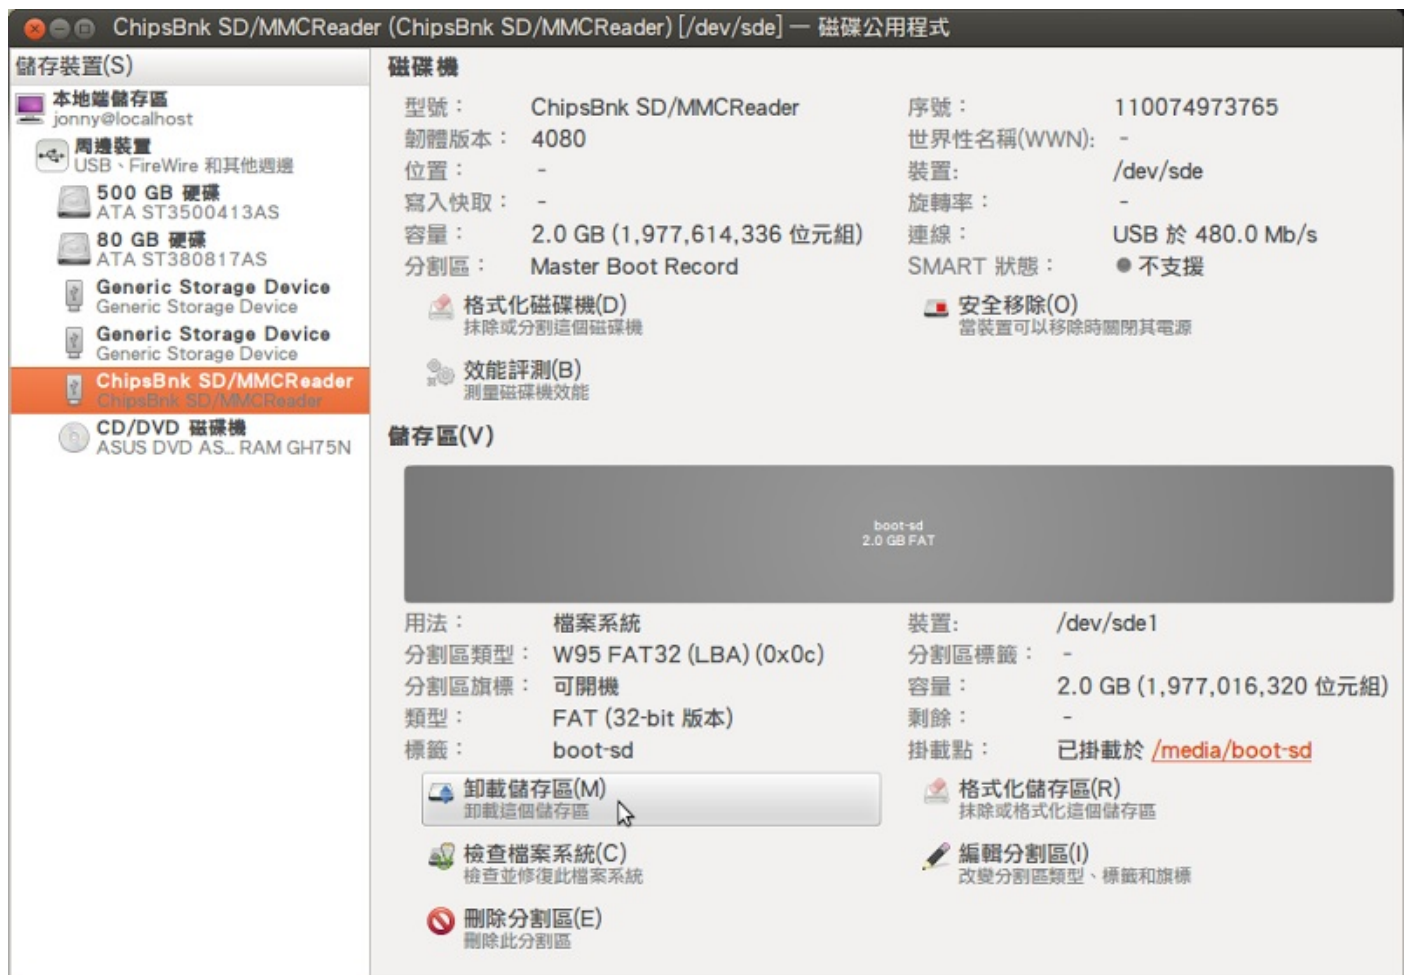 ChipsBnk SD/MMCReader (ChipsBnk SD/MMCReader) [/dev/sde] — 磁碟公用程式
儲存裝置(S)
本地端儲存區
jonny@localhost
周邊裝置
USB、FireWire 和其他週邊
500 GB 硬碟
ATA ST3500413AS
80 GB 硬碟
ATA ST380817AS
Generic Storage Device
Generic Storage Device
Generic Storage Device
Generic Storage Device
ChipsBnk SD/MMCReader
ChipsBnk SD/MMCReader
CD/DVD 磁碟機
ASUS DVD AS... RAM GH75N
磁碟機
型號： ChipsBnk SD/MMCReader 序號： 110074973765
韌體版本： 4080 世界性名稱(WWN): -
位置： - 裝置: /dev/sde
寫入快取： - 旋轉率： -
容量： 2.0 GB (1,977,614,336 位元組) 連線： USB 於 480.0 Mb/s
分割區： Master Boot Record SMART 狀態： 不支援
格式化磁碟機(D) 安全移除(O)
抹除或分割這個磁碟機 當裝置可以移除時關閉其電源
效能評測(B)
測量磁碟機效能
儲存區(V)
boot-sd
2.0 GB FAT
用法： 檔案系統 裝置: /dev/sde1
分割區類型： W95 FAT32 (LBA) (0x0c) 分割區標籤： -
分割區旗標： 可開機 容量： 2.0 GB (1,977,016,320 位元組)
類型： FAT (32-bit 版本) 剩餘： -
標籤： boot-sd 掛載點： 已掛載於 /media/boot-sd
卸載儲存區(M) 格式化儲存區(R)
卸載這個儲存區 抹除或格式化這個儲存區
檢查檔案系統(C) 編輯分割區(I)
檢查並修復此檔案系統 改變分割區類型、標籤和旗標
刪除分割區(E)
刪除此分割區